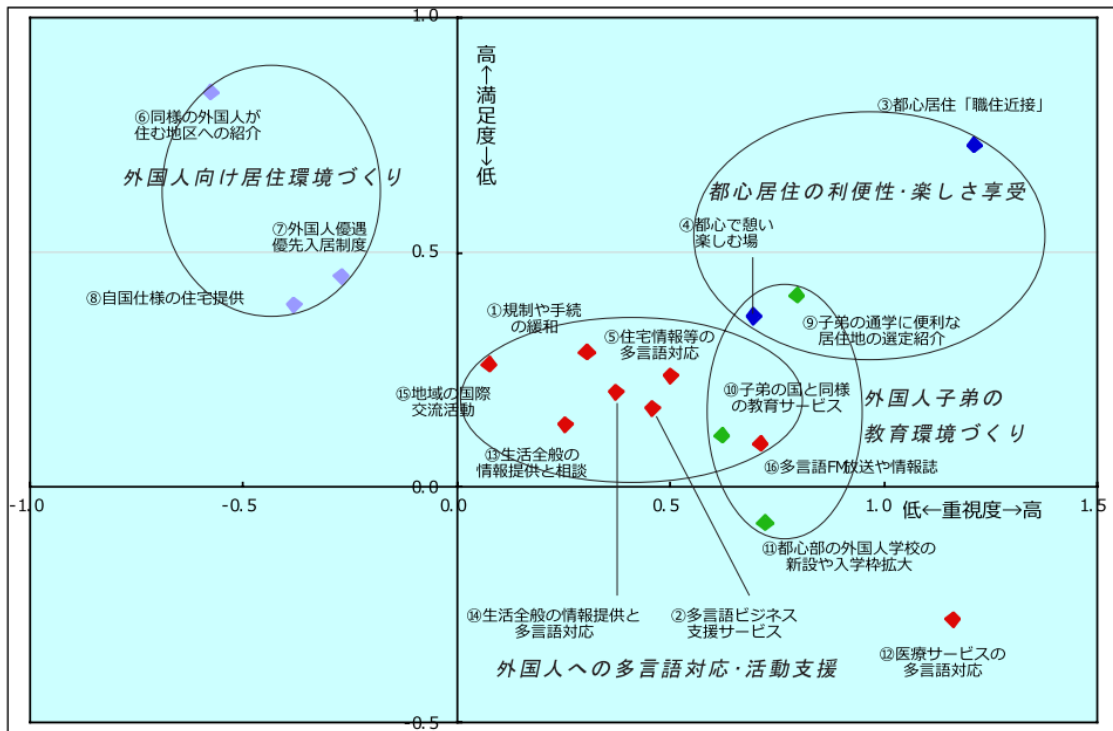 1.0
高↑満足度↓低
③都心居住「職住近接」
⑥同様の外国人が
住む地区への紹介
外国人向け居住環境づくり
都心居住の利便性・楽しさ享受
④都心で憩い
楽しむ場
⑦外国人優遇
優先入居制度
0.5
⑧自国仕様の住宅提供
①規制や手続
の緩和
⑤住宅情報等の
多言語対応
⑨子弟の通学に便利な
居住地の選定紹介
⑮地域の国際
交流活動
⑩子弟の国と同様
の教育サービス
外国人子弟の
教育環境づくり
⑬生活全般の
情報提供と相談
⑯多言語FM放送や情報誌
0.0
-1.0
-0.5
0.0
0.5
1.0
1.5
低←重視度→高
⑪都心部の外国人学校の
新設や入学枠拡大
⑭生活全般の情報提供と
多言語対応
②多言語ビジネス
支援サービス
外国人への多言語対応・活動支援
⑫医療サービスの
多言語対応
-0.5